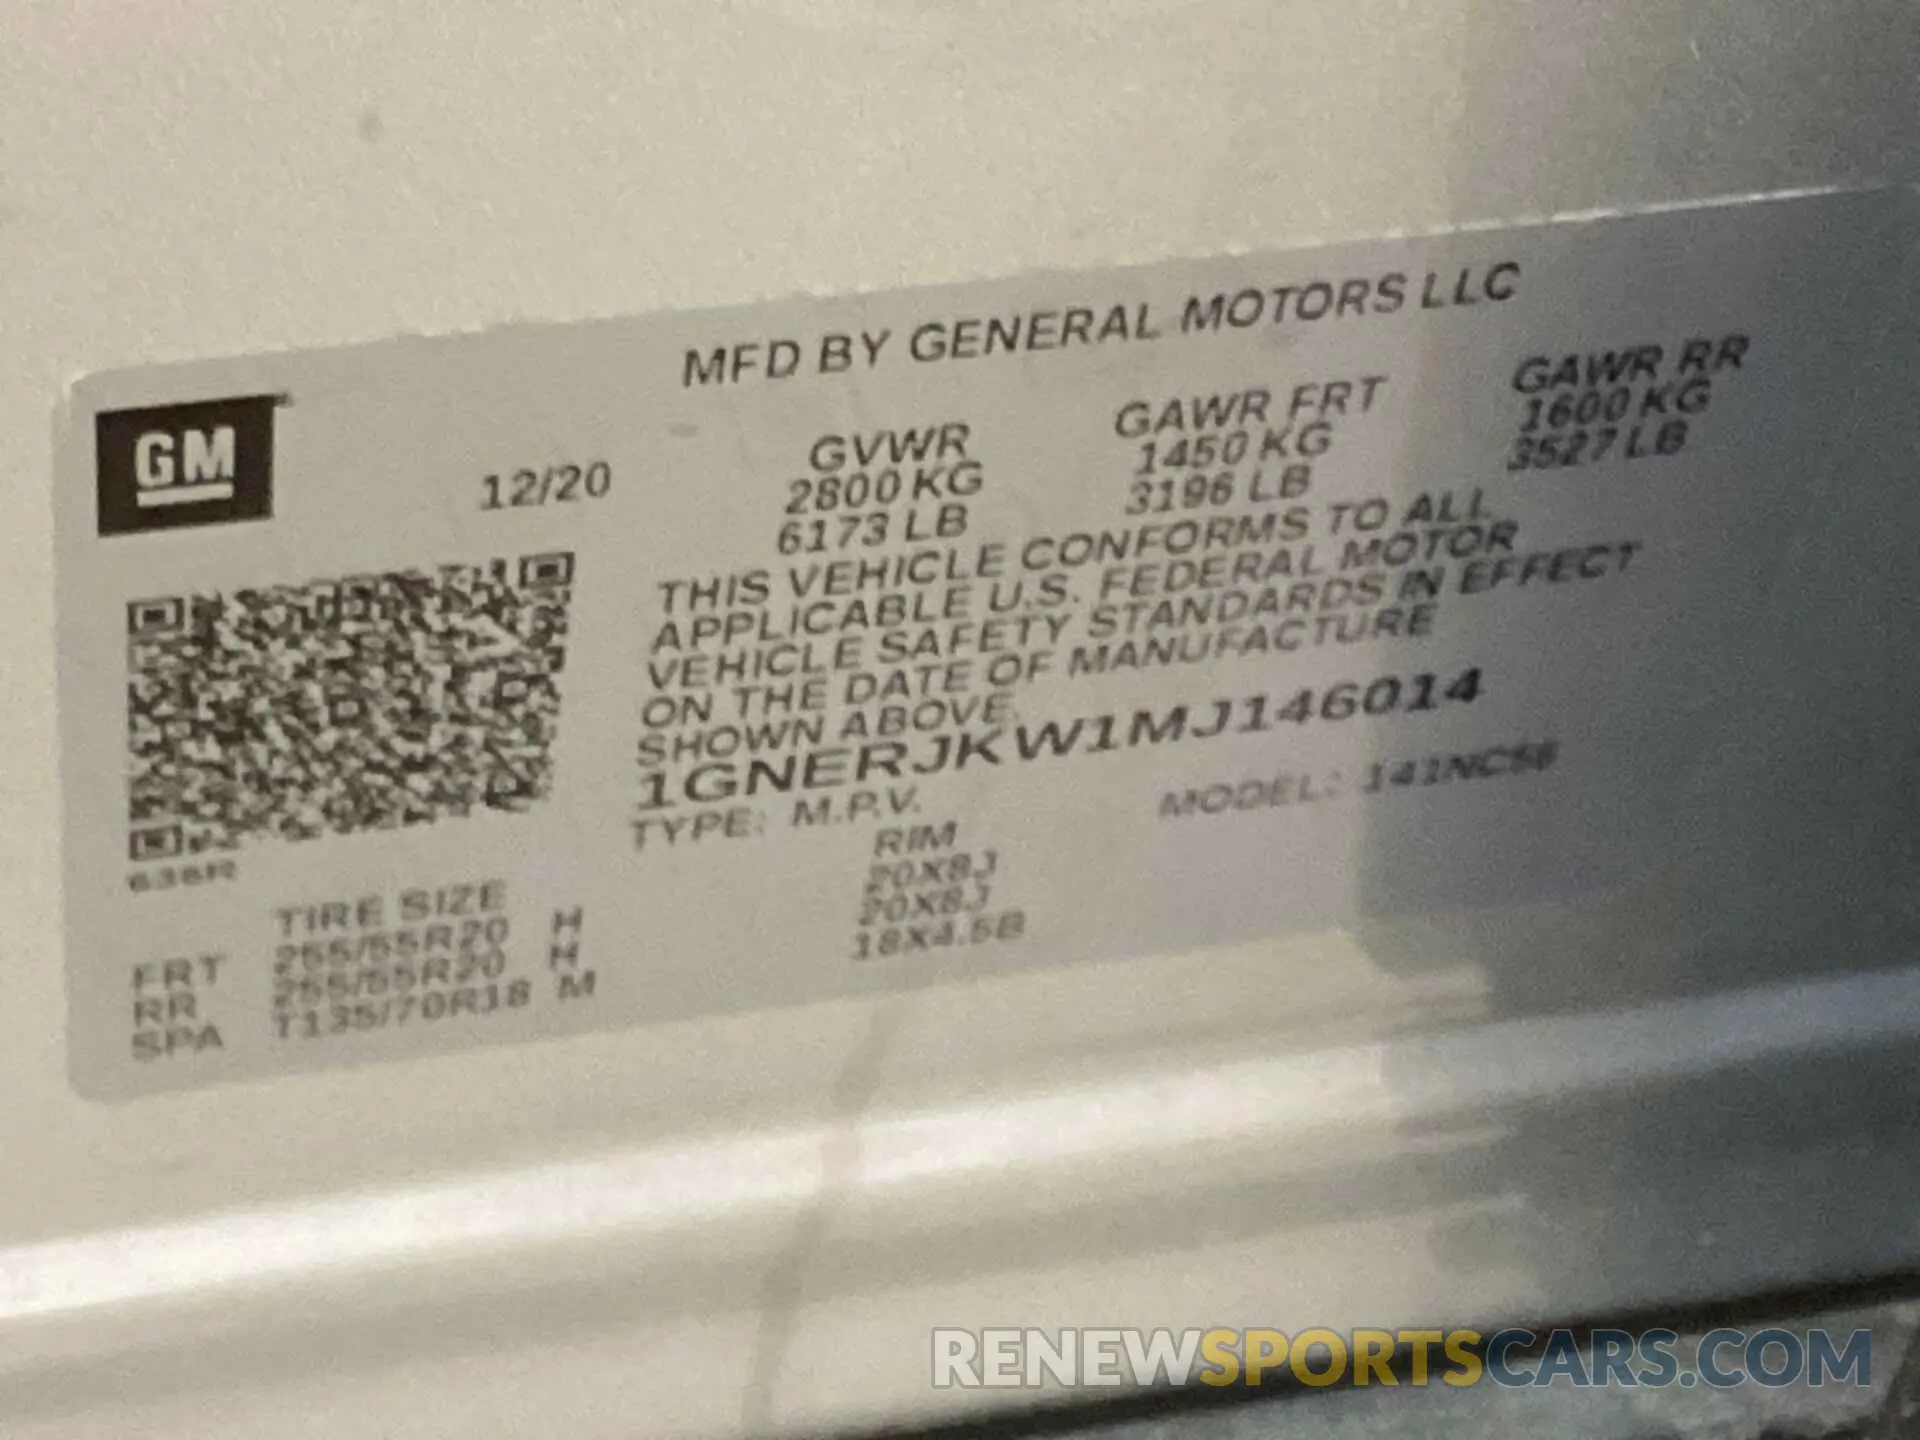 MFD BY GENERAL MOTORS LLC
GM
12/20
GVWR
2800 KG
6173 LB
GAWR FRT
1450 KG
3196 LB
GAWR RR
1600 KG
3527 LB
THIS VEHICLE CONFORMS TO ALL
APPLICABLE U.S. FEDERAL MOTOR
VEHICLE SAFETY STANDARDS IN EFFECT
ON THE DATE OF MANUFACTURE
SHOWN ABOVE.
1GNERJKW1MJ146014
TYPE: M.P.V.
MODEL: 141NC56
636R
TIRE SIZE
RIM
FRT 255/55R20 H 20X8J
RR 255/55R20 H 20X8J
SPA T135/70R18 M 18X4.5B
RENEWSPORTSCARS.COM